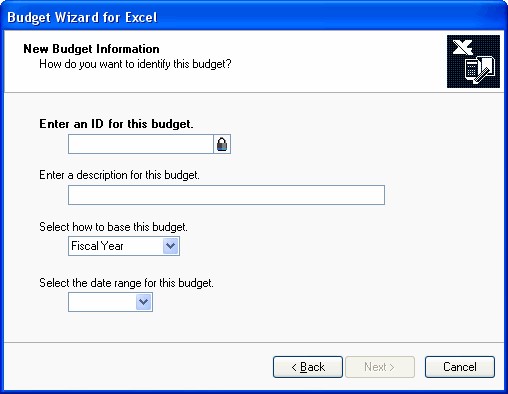 Budget Wizard for Excel
New Budget Information
How do you want to identify this budget?
Enter an ID for this budget.
Enter a description for this budget.
Select how to base this budget.
Fiscal Year
Select the date range for this budget.
< Back
Next >
Cancel